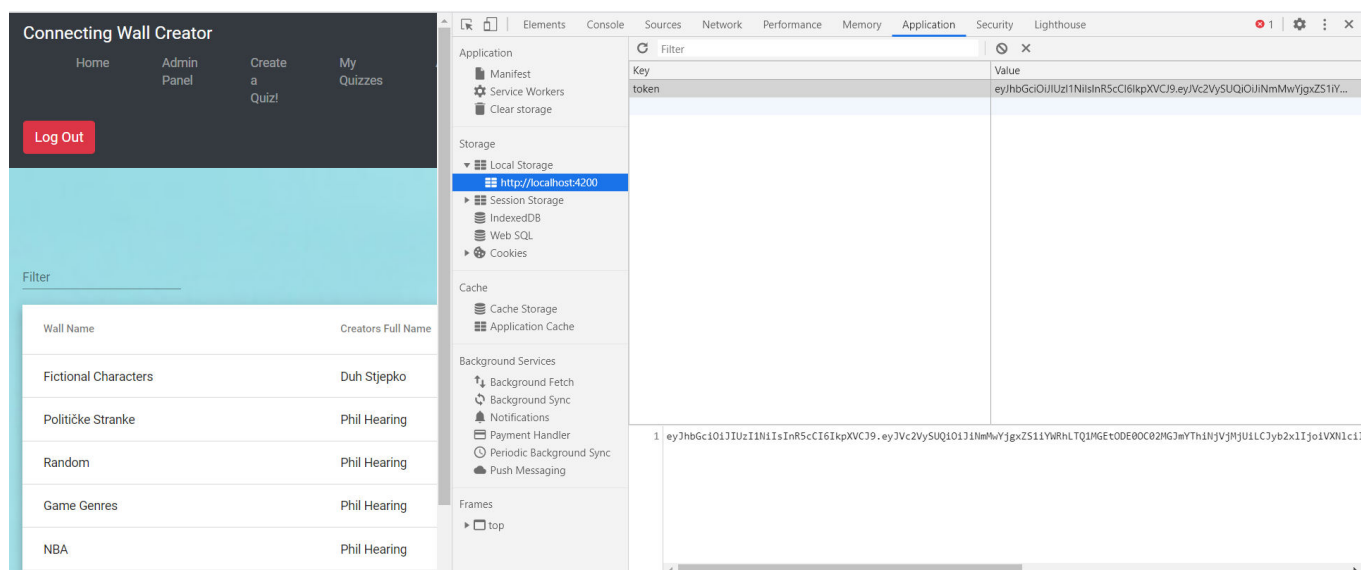 Connecting Wall Creator
Home
Admin
Panel
Create
a
Quiz!
My
Quizzes
Log Out
Filter
Wall Name Creators Full Name
Fictional Characters Duh Stjepko
Političke Stranke Phil Hearing
Random Phil Hearing
Game Genres Phil Hearing
NBA Phil Hearing
Elements Console Sources Network Performance Memory Application Security Lighthouse 1
Application
Manifest
Service Workers
Clear storage
Storage
Local Storage
http://localhost:4200
Session Storage
IndexedDB
Web SQL
Cookies
Cache
Cache Storage
Application Cache
Background Services
Background Fetch
Background Sync
Notifications
Payment Handler
Periodic Background Sync
Push Messaging
Frames
top
Filter
Key Value
token eyJhbGciOiJIUzI1NiIsInR5cCI6IkpXVCJ9.eyJVc2VySUQiOiJiNmMwYjgxZS1iY...
1 eyJhbGciOiJIUzI1NiIsInR5cCI6IkpXVCJ9.eyJVc2VySUQiOiJiNmMwYjgxZS1iYWRhLTQ1MGEtODE0OC02MGJmYThiNjVjMjUiLCJyb2xlIjoiVXNlciI